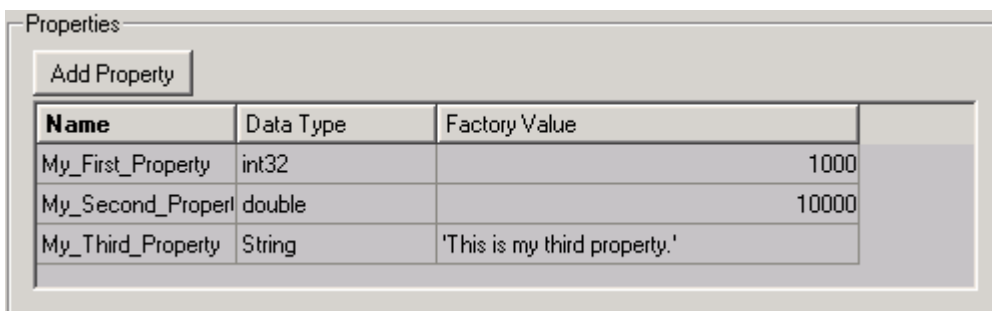 Properties
Add Property
Name Data Type Factory Value
My_First_Property int32 1000
My_Second_Propert double 10000
My_Third_Property String 'This is my third property.'